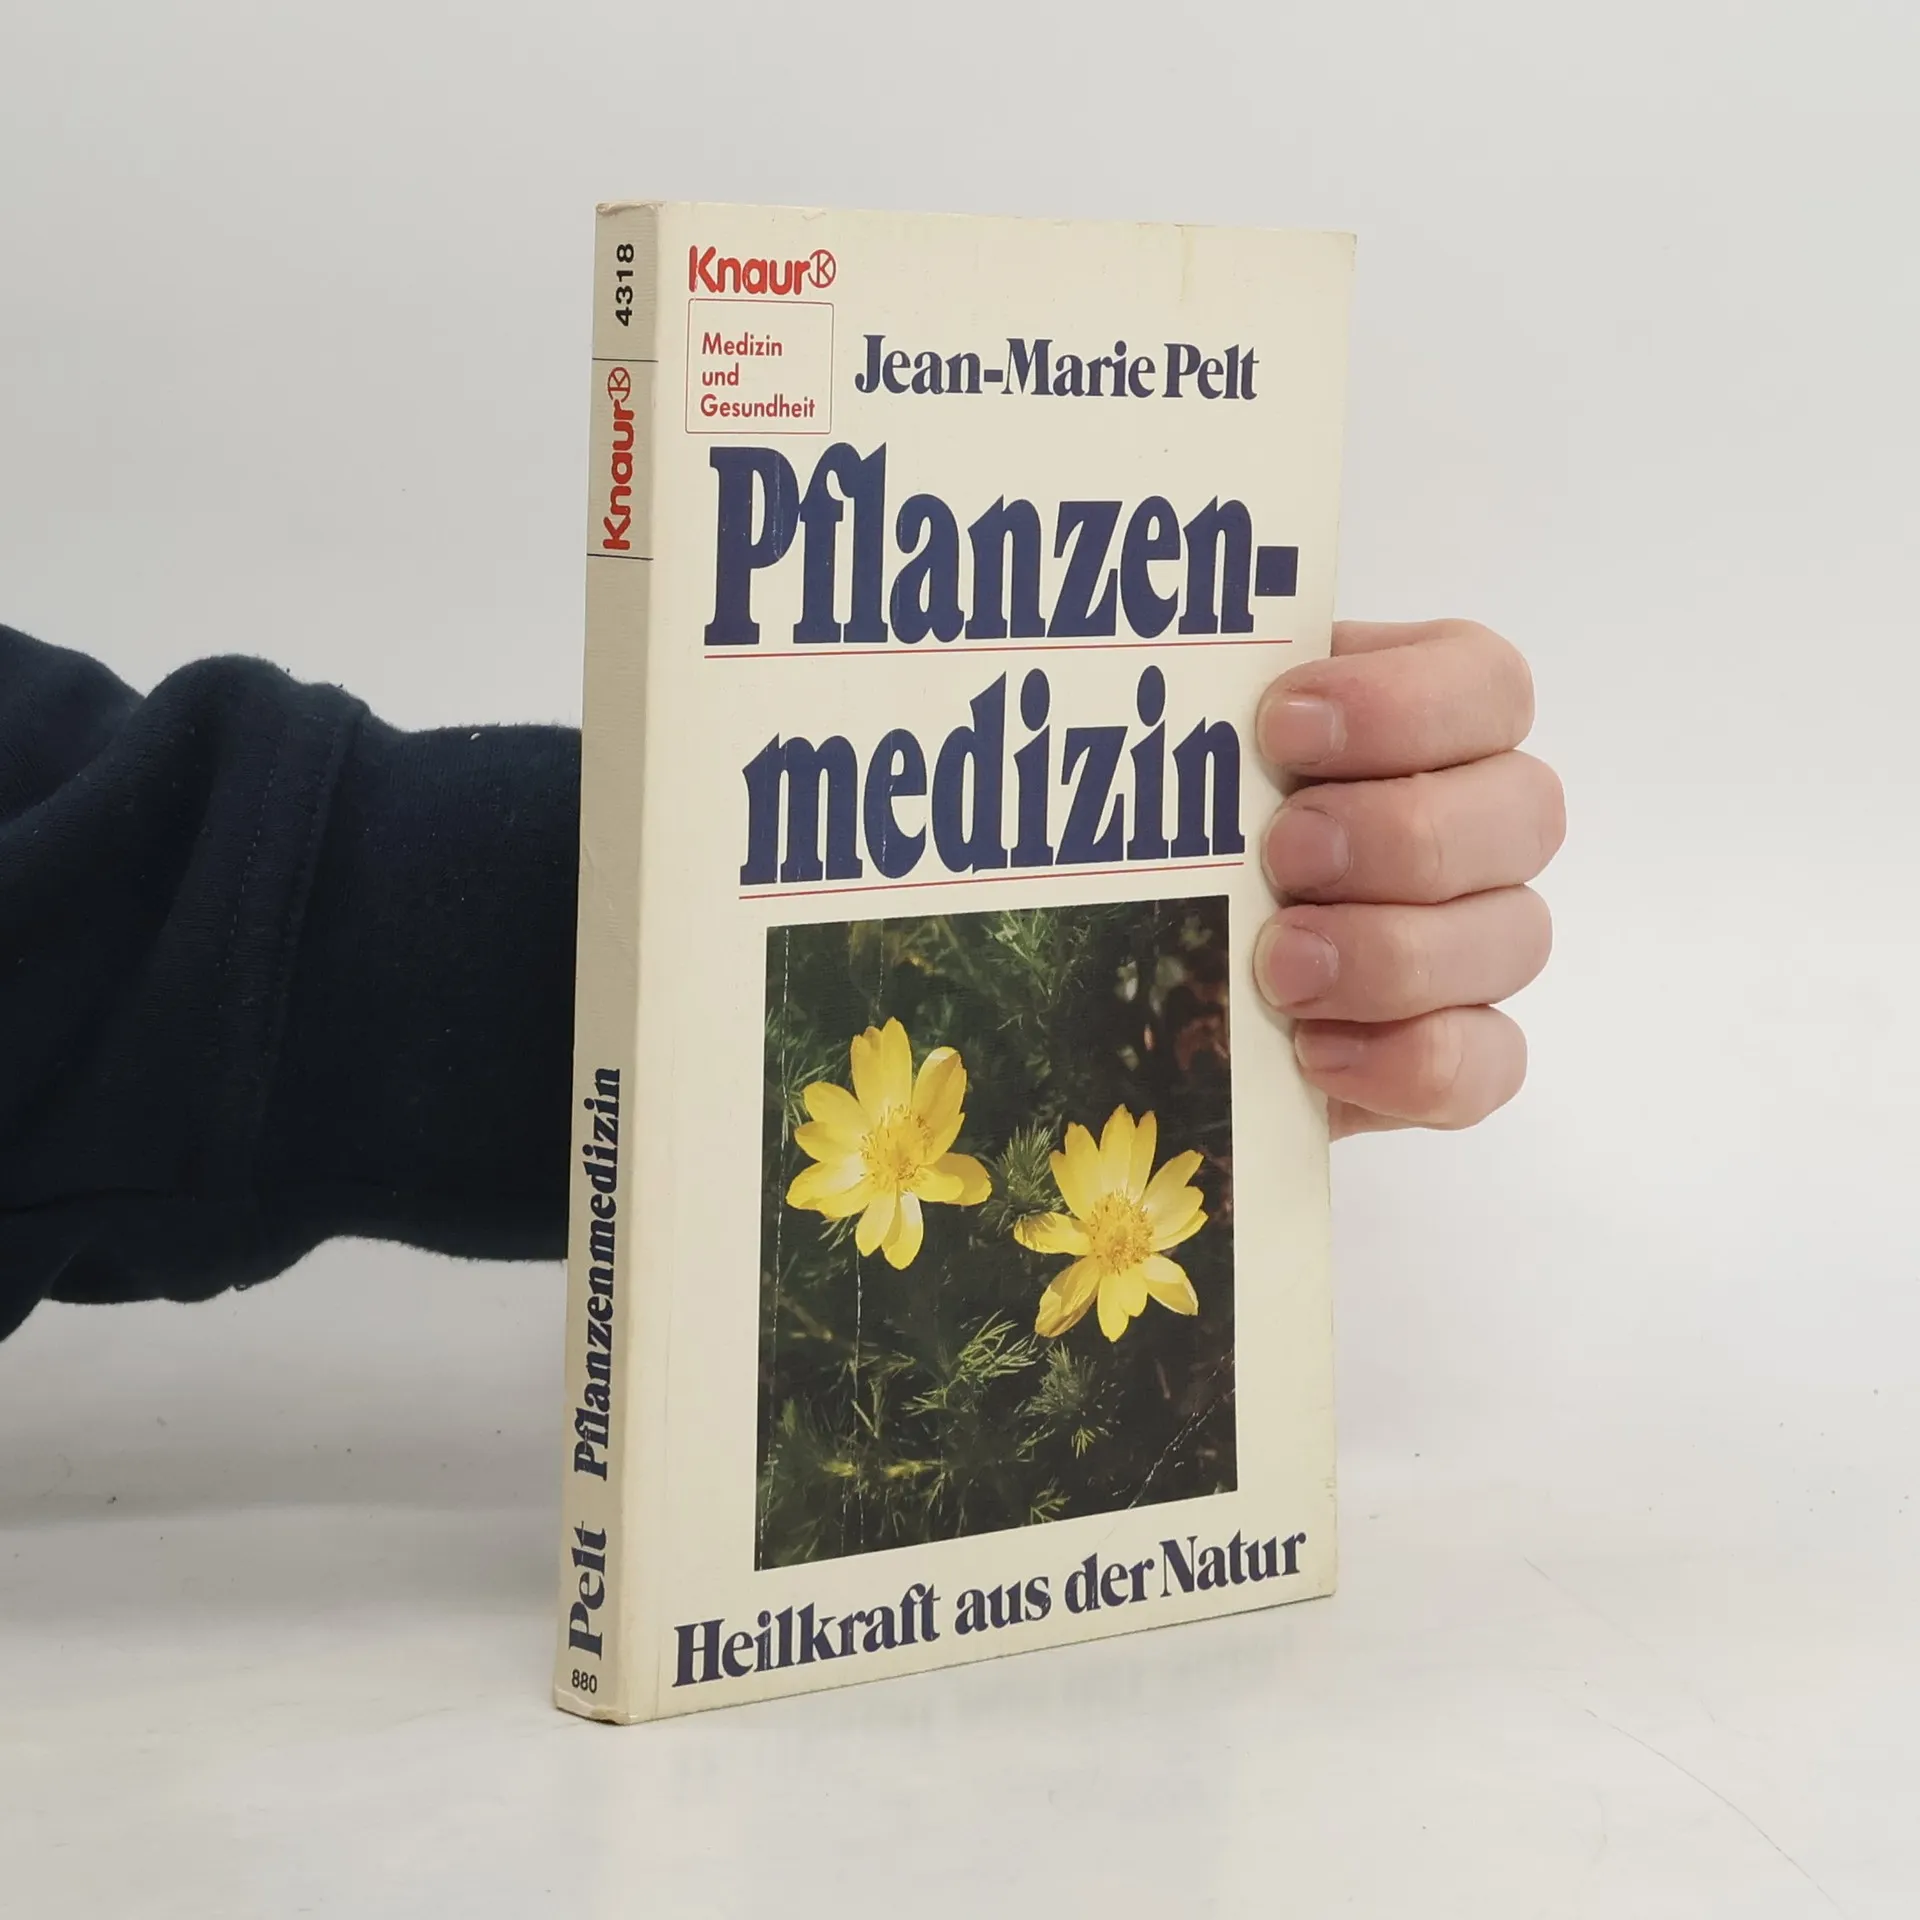 4318
Knaur
Pflanzenmedizin
Pelt
880
Knaur
Medizin
und
Gesundheit
Jean-Marie Pelt
Pflanzen-
medizin
Heilkraft aus der Natur